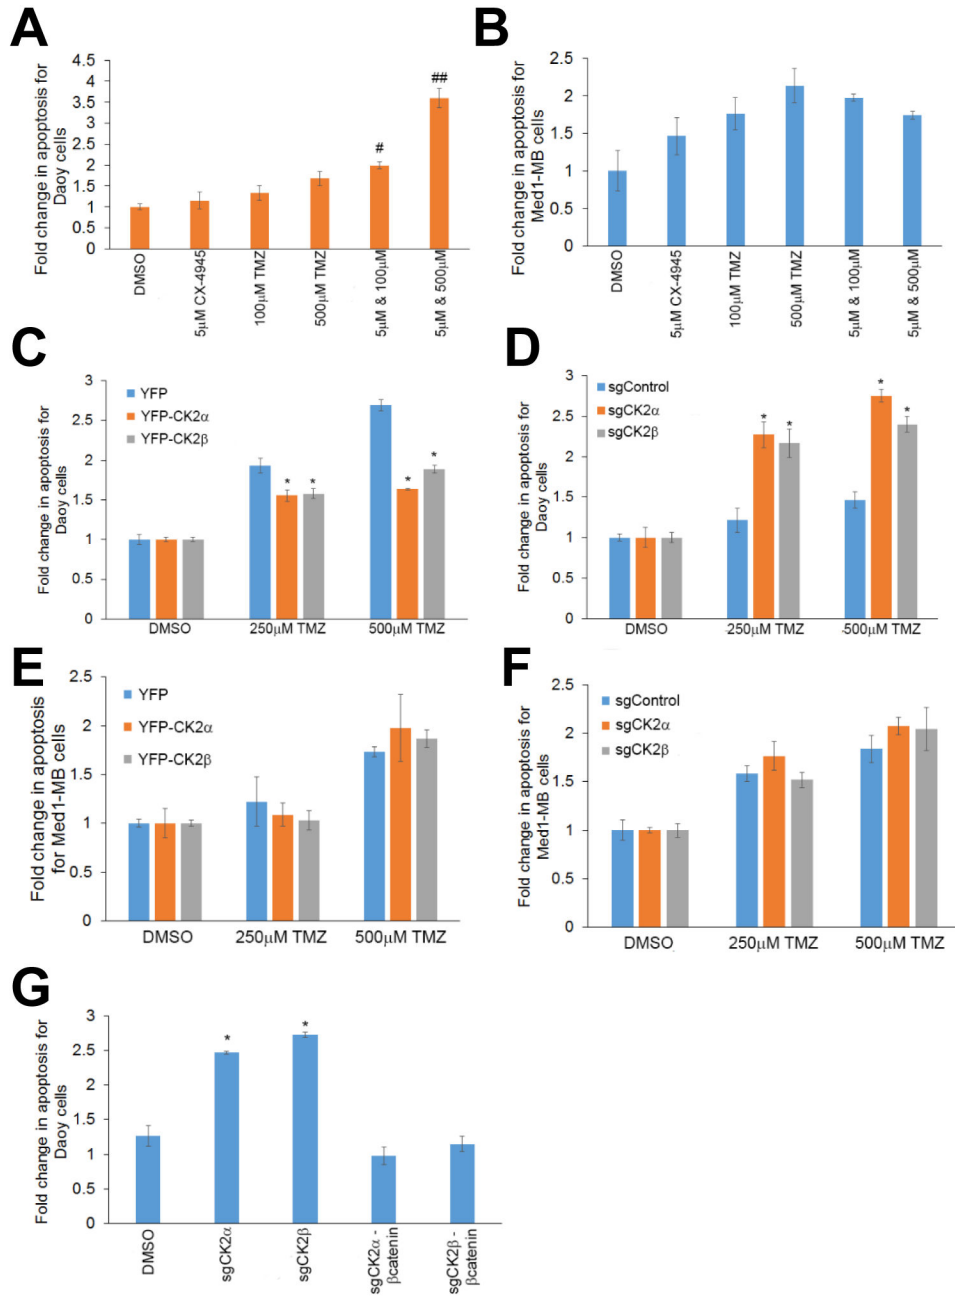 A
Fold change in apoptosis for
Daoy cells
4.5
4
3.5
3
2.5
2
1.5
1
0.5
0
#
##
DMSO
5μM CX-4945
100μM TMZ
500μM TMZ
5μM & 100μM
5μM & 500μM
B
Fold change in apoptosis for
Med1-MB cells
2.5
2
1.5
1
0.5
0
DMSO
5μM CX-4945
100μM TMZ
500μM TMZ
5μM & 100μM
5μM & 500μM
C
Fold change in apoptosis for
Daoy cells
3
2.5
2
1.5
1
0.5
0
YFP
YFP-CK2α
YFP-CK2β
* *
* *
DMSO 250μM TMZ 500μM TMZ
D
Fold change in apoptosis for
Daoy cells
3
2.5
2
1.5
1
0.5
0
sgControl
sgCK2α
sgCK2β
* *
* *
DMSO 250μM TMZ 500μM TMZ
E
Fold change in apoptosis
for Med1-MB cells
2.5
2
1.5
1
0.5
0
YFP
YFP-CK2α
YFP-CK2β
DMSO 250μM TMZ 500μM TMZ
F
Fold change in apoptosis for
Med1-MB cells
2.5
2
1.5
1
0.5
0
sgControl
sgCK2α
sgCK2β
DMSO 250μM TMZ 500μM TMZ
G
Fold change in apoptosis for
Daoy cells
3
2.5
2
1.5
1
0.5
0
* *
DMSO
sgCK2α
sgCK2β
sgCK2α -
βcatenin
sgCK2β -
βcatenin